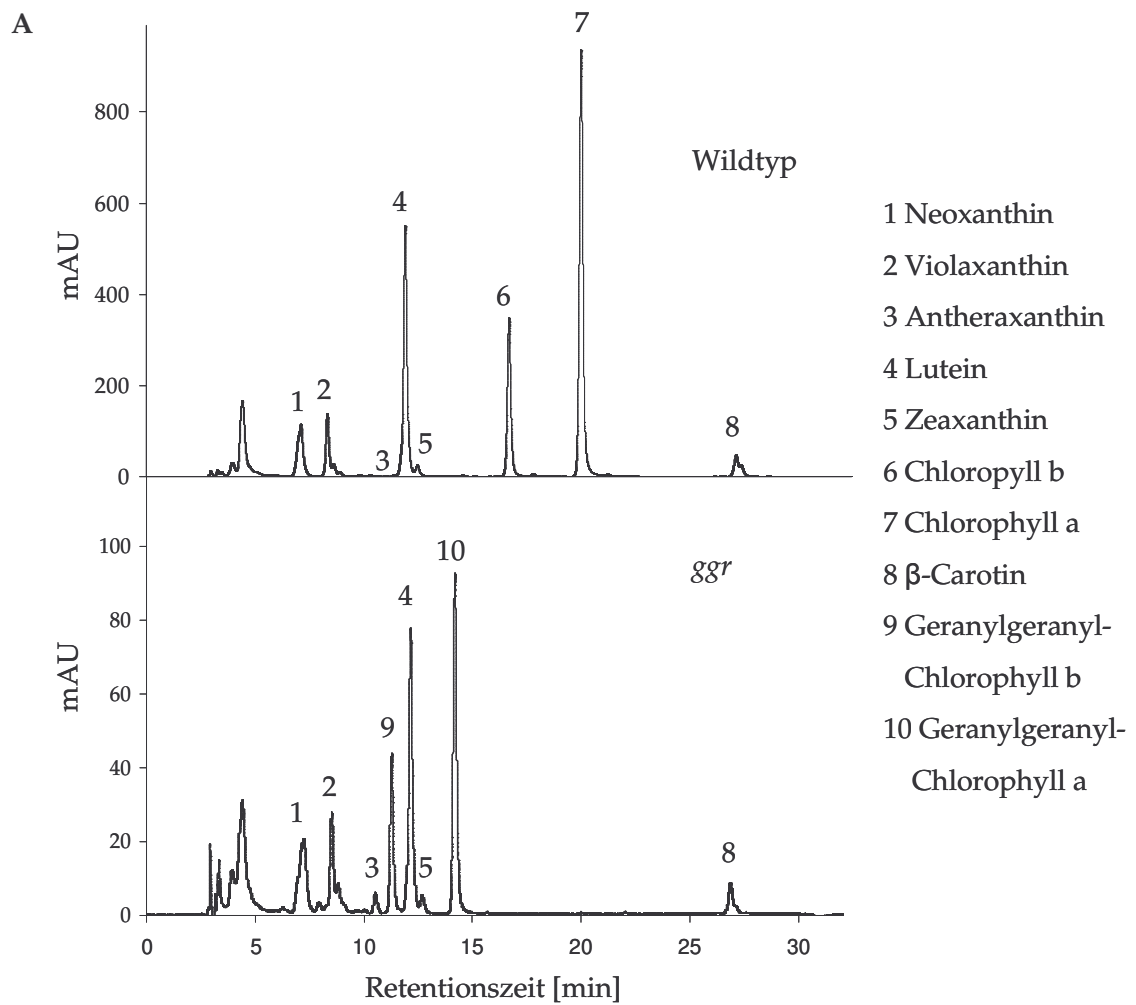 A
7
800
Wildtyp
600
4
1 Neoxanthin
mAU
2 Violaxanthin
400
6
3 Antheraxanthin
4 Lutein
200
1
2
5 Zeaxanthin
8
5
3
6 Chloropyll b
0
7 Chlorophyll a
100
10
ggr
8 β-Carotin
4
80
9 Geranylgeranyl-
mAU
Chlorophyll b
60
9
10 Geranylgeranyl-
40
2
Chlorophyll a
1
20
3
5
8
0
0 5 10 15 20 25 30
Retentionszeit [min]